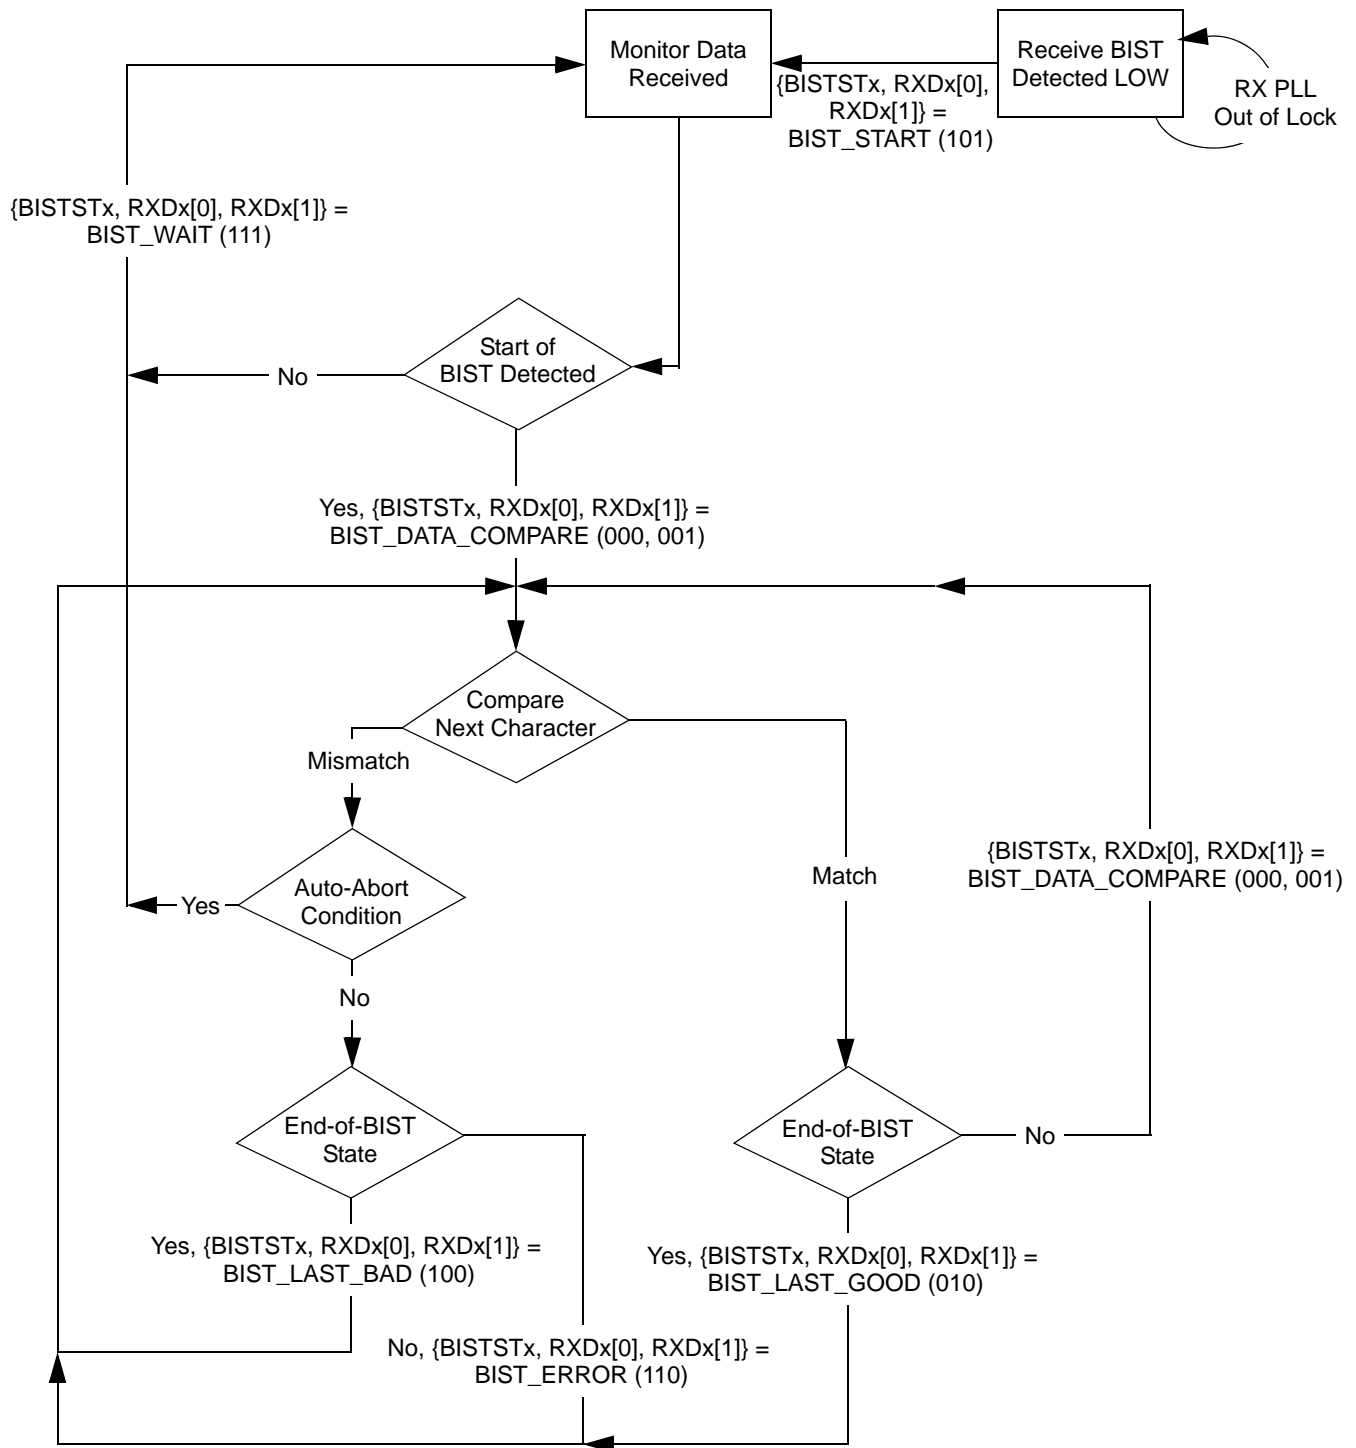 Monitor Data
Received
Receive BIST
Detected LOW
RX PLL
Out of Lock
{BISTSTx, RXDx[0],
RXDx[1]} =
BIST_START (101)
{BISTSTx, RXDx[0], RXDx[1]} =
BIST_WAIT (111)
Start of
BIST Detected
No
Yes, {BISTSTx, RXDx[0], RXDx[1]} =
BIST_DATA_COMPARE (000, 001)
Compare
Next Character
Mismatch
Match
{BISTSTx, RXDx[0], RXDx[1]} =
BIST_DATA_COMPARE (000, 001)
Auto-Abort
Condition
Yes
No
End-of-BIST
State
End-of-BIST
State
No
Yes, {BISTSTx, RXDx[0], RXDx[1]} =
BIST_LAST_BAD (100)
Yes, {BISTSTx, RXDx[0], RXDx[1]} =
BIST_LAST_GOOD (010)
No, {BISTSTx, RXDx[0], RXDx[1]} =
BIST_ERROR (110)